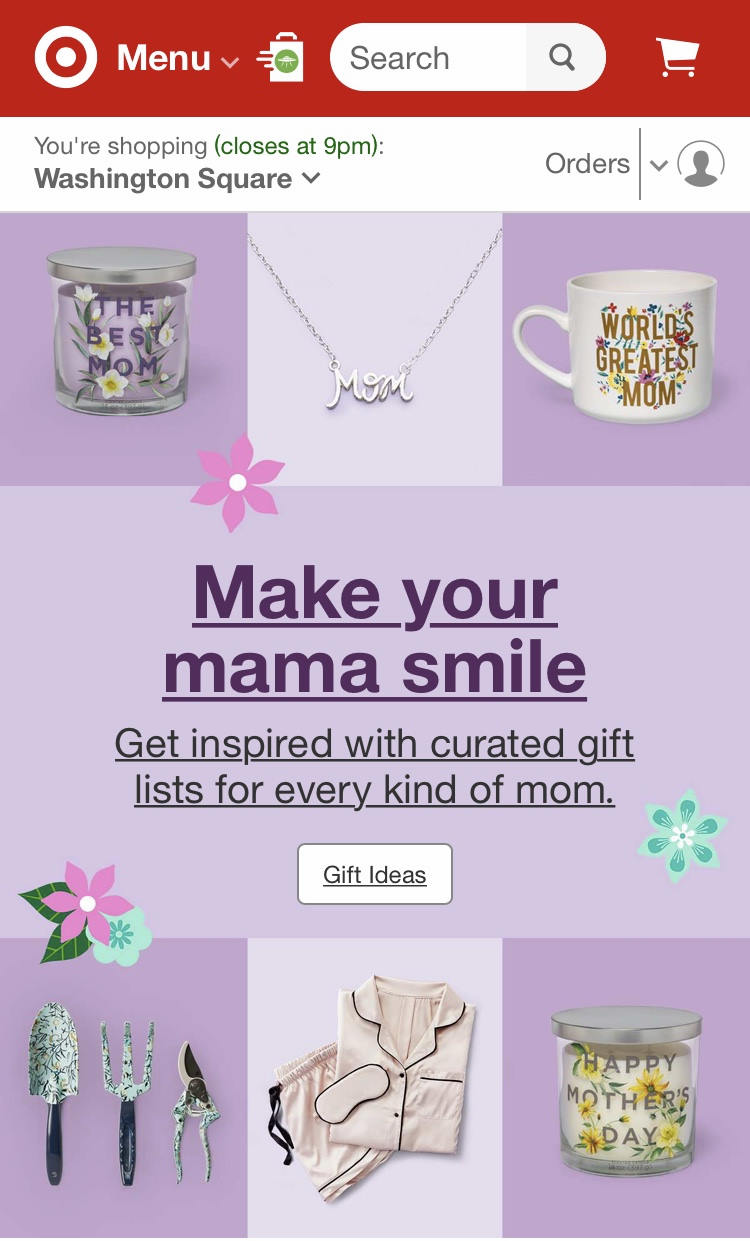 Menu
Search
You're shopping (closes at 9pm):
Washington Square
Orders
THE
BEST
MOM
Mom
WORLD'S
GREATEST
MOM
Make your
mama smile
Get inspired with curated gift
lists for every kind of mom.
Gift Ideas
HAPPY
MOTHER'S
DAY